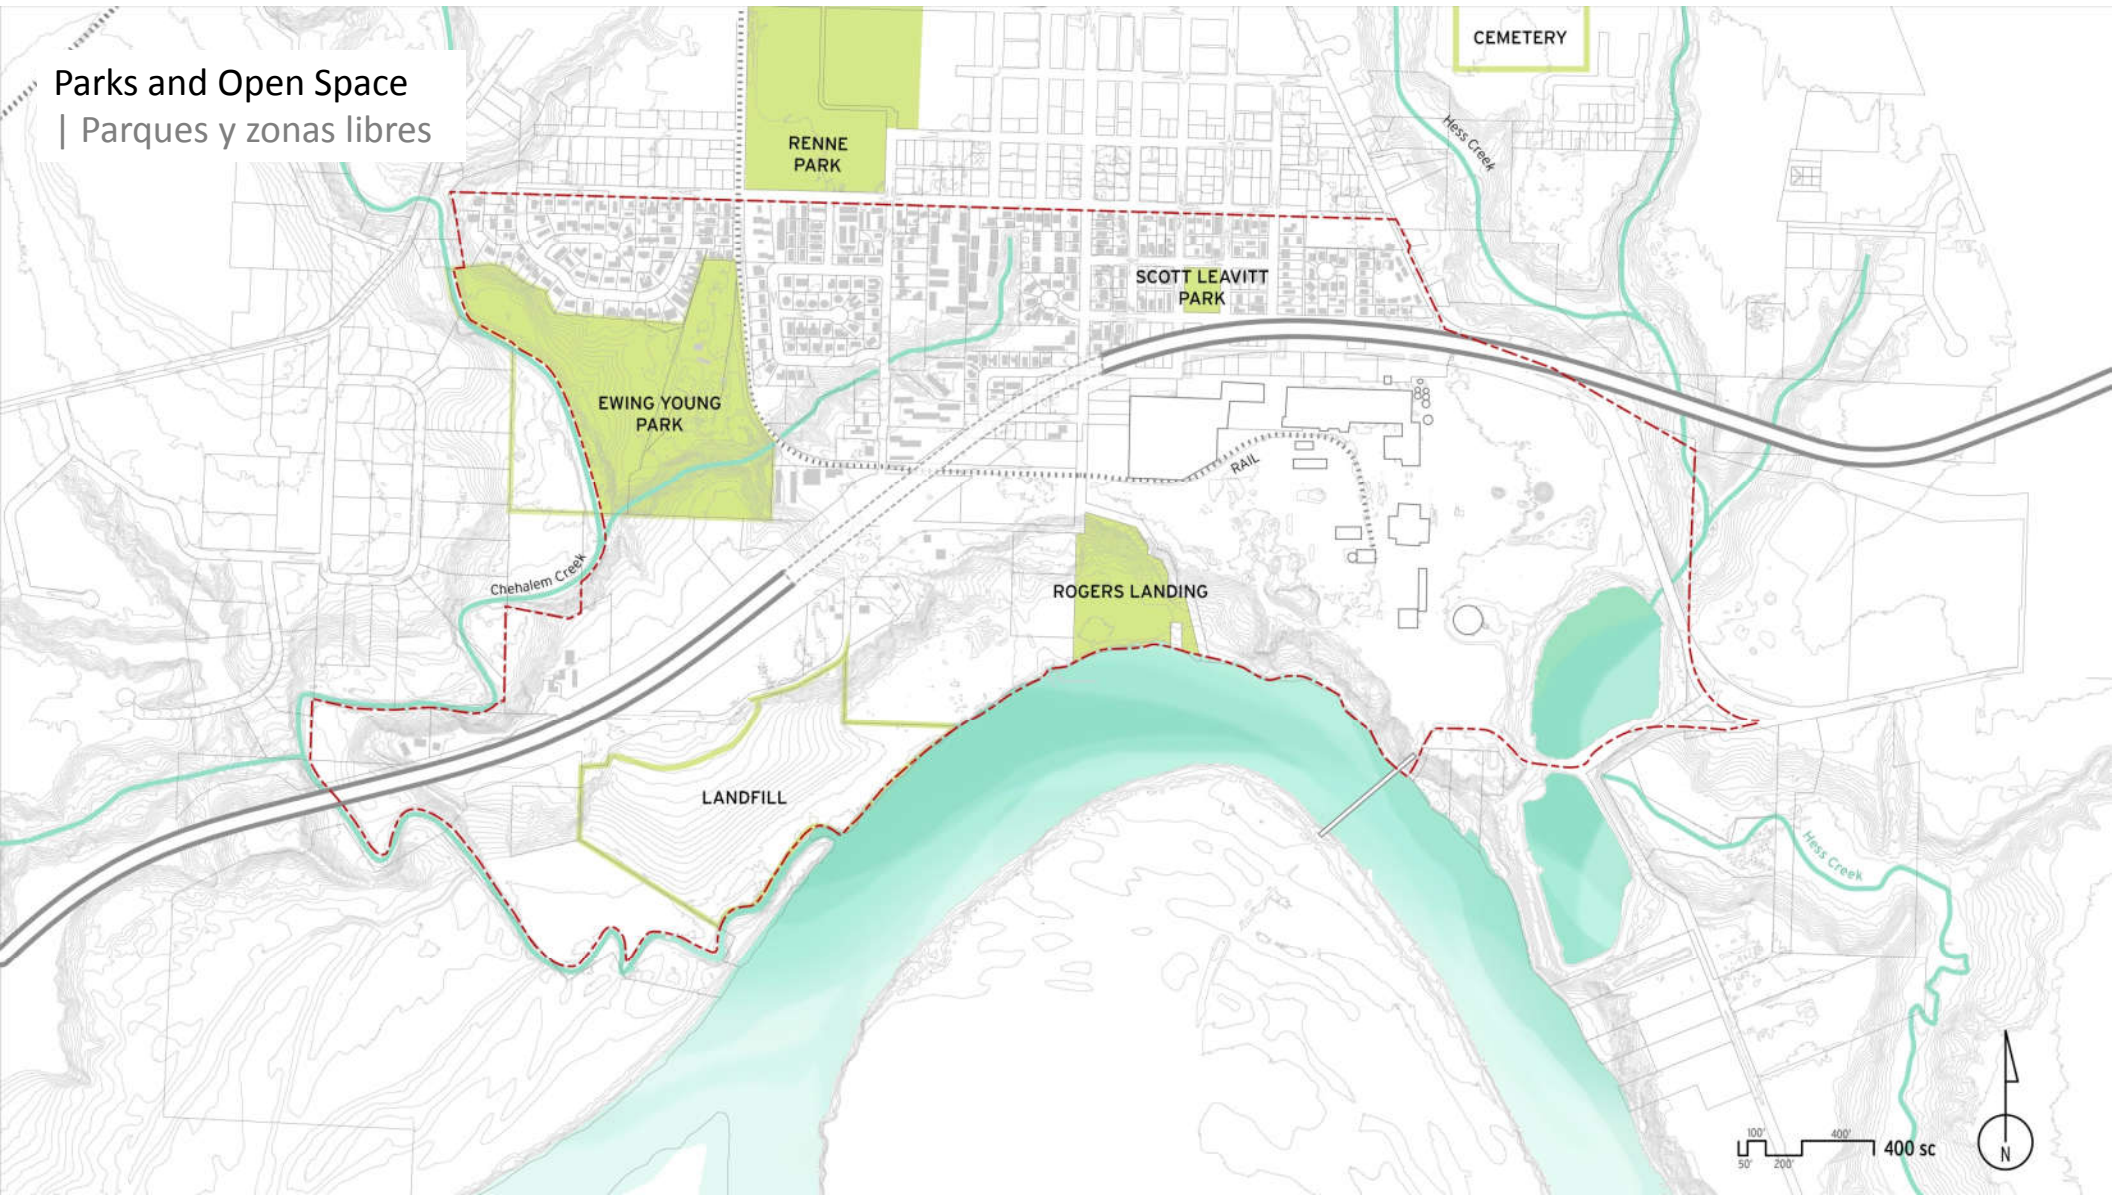 Parks and Open Space
| Parques y zonas libres
CEMETERY
RENNE
PARK
Hess Creek
SCOTT LEAVITT
PARK
EWING YOUNG
PARK
RAIL
Chehalem Creek
ROGERS LANDING
LANDFILL
Hess Creek
100'
400'
400 sc
50'
200'
N